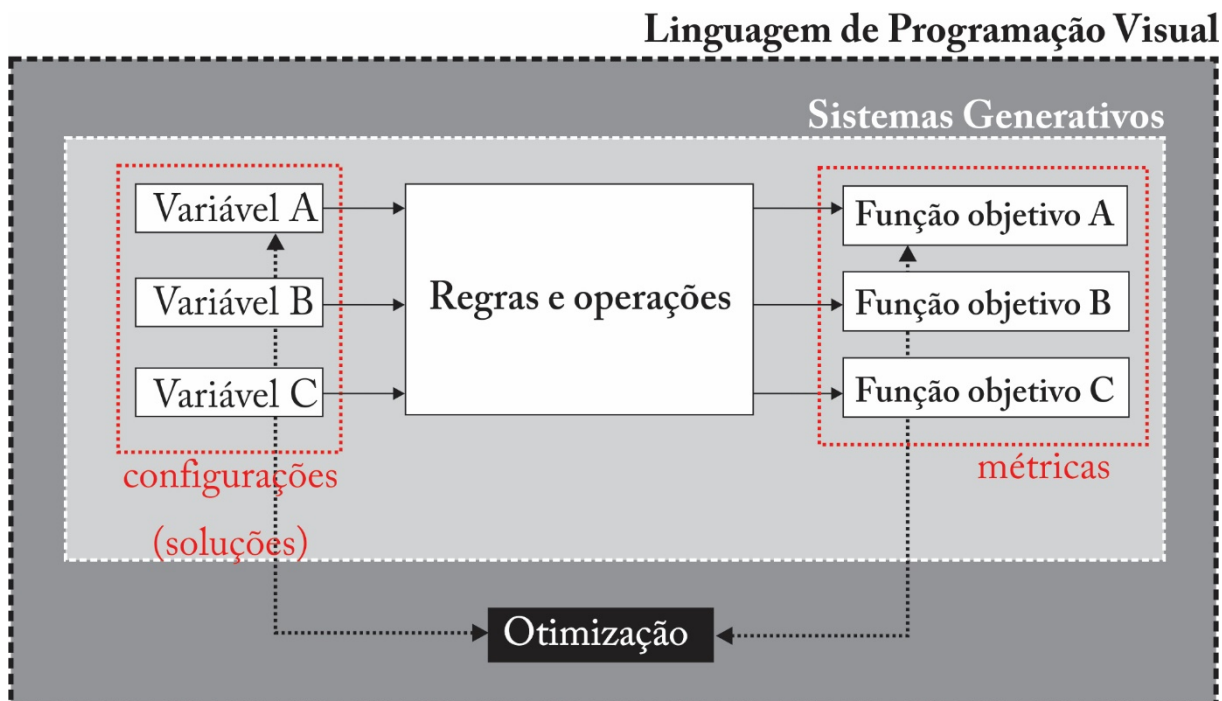 Linguagem de Programação Visual
Sistemas Generativos
Variável A
Função objetivo A
Variável B
Regras e operações
Função objetivo B
Variável C
Função objetivo C
configurações
métricas
(soluções)
Otimização